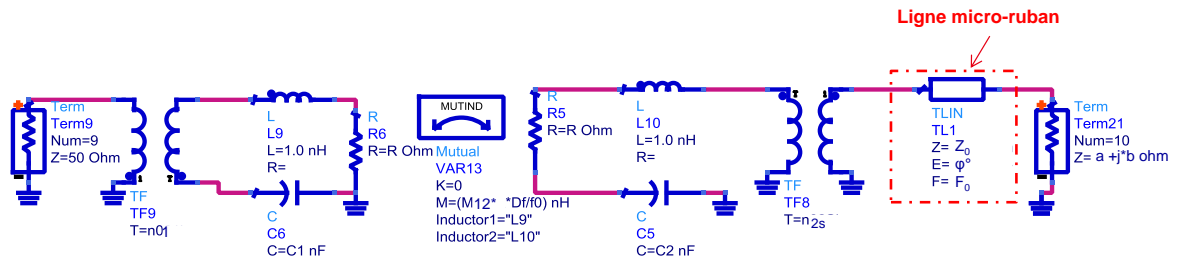 Ligne micro-ruban
Term
Term9
Num=9
Z=50 Ohm
TF
TF9
T=n01
L
L9
L=1.0 nH
R=
R
R6
R=R Ohm
C
C6
C=C1 nF
MUTIND
Mutual
VAR13
K=0
M=(M12* *Df/f0) nH
Inductor1="L9"
Inductor2="L10"
R
R5
R=R Ohm
L
L10
L=1.0 nH
R=
C
C5
C=C2 nF
TF
TF8
T=n2s
TLIN
TL1
Z= Z0
E= φ°
F= F0
Term
Term21
Num=10
Z= a +j*b ohm